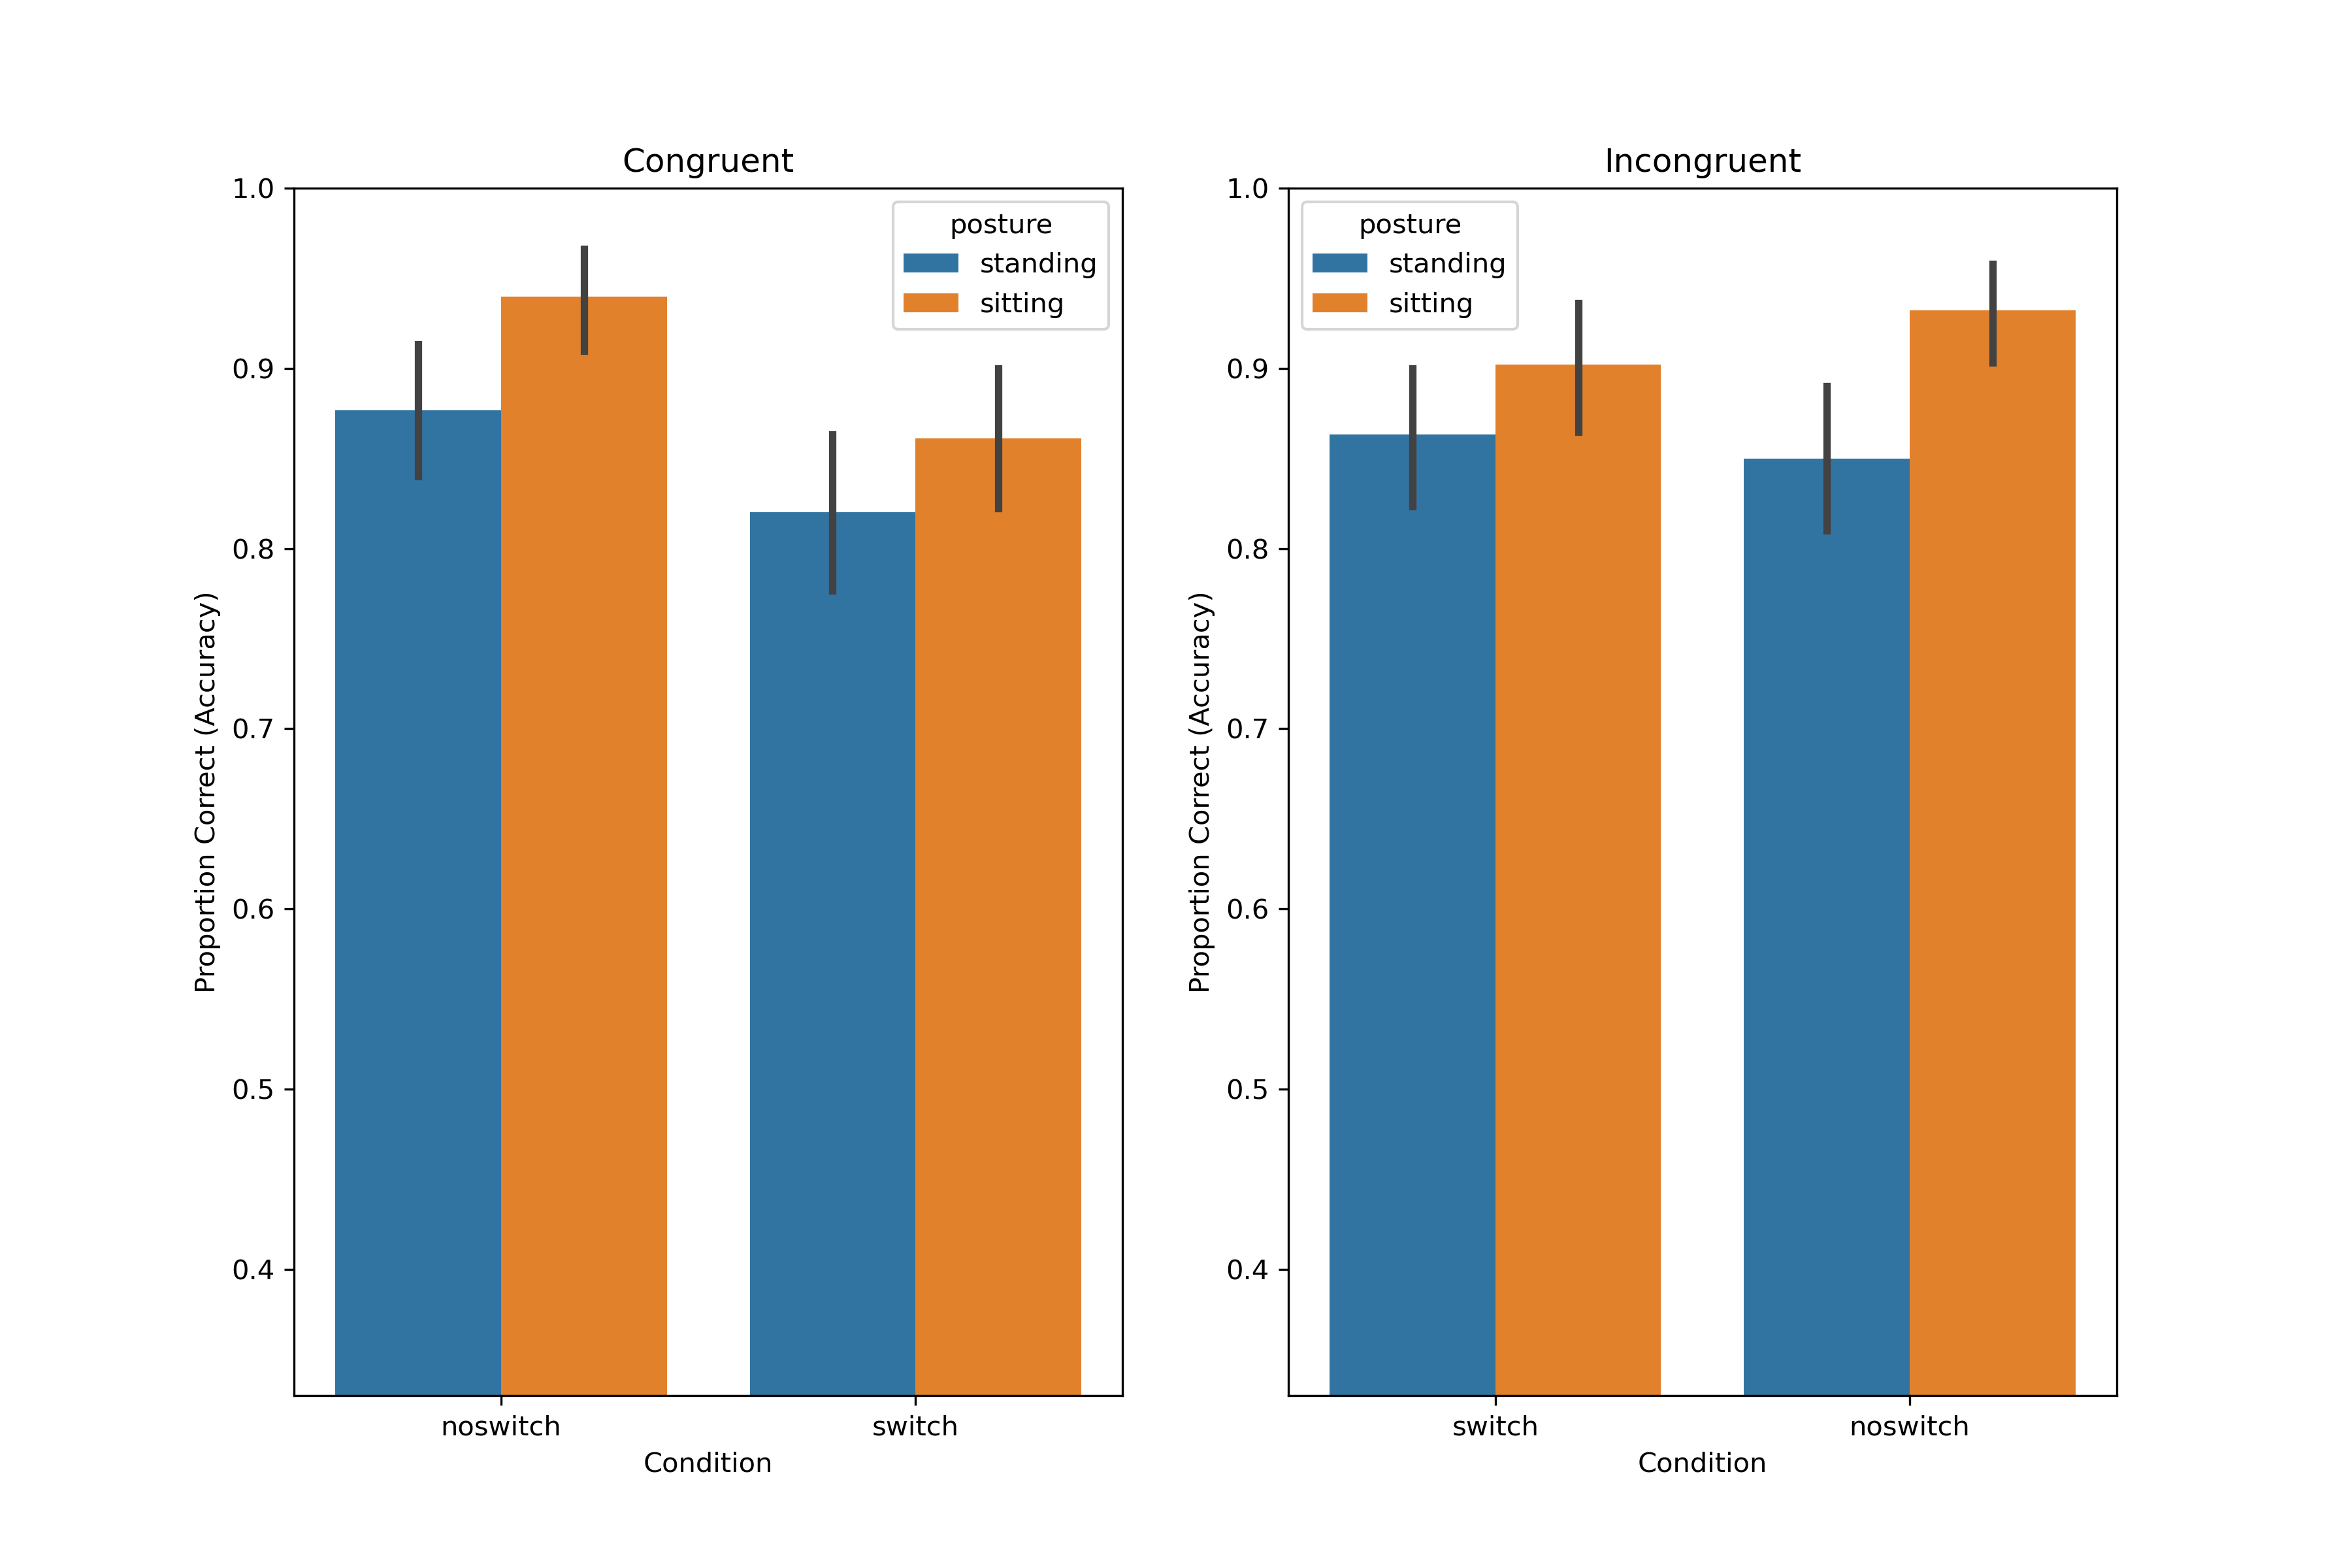 Congruent
1.0
0.9
0.8
0.7
0.6
0.5
0.4
Proportion Correct (Accuracy)
posture
standing
sitting
noswitch switch
Condition
Incongruent
1.0
0.9
0.8
0.7
0.6
0.5
0.4
Proportion Correct (Accuracy)
posture
standing
sitting
switch noswitch
Condition